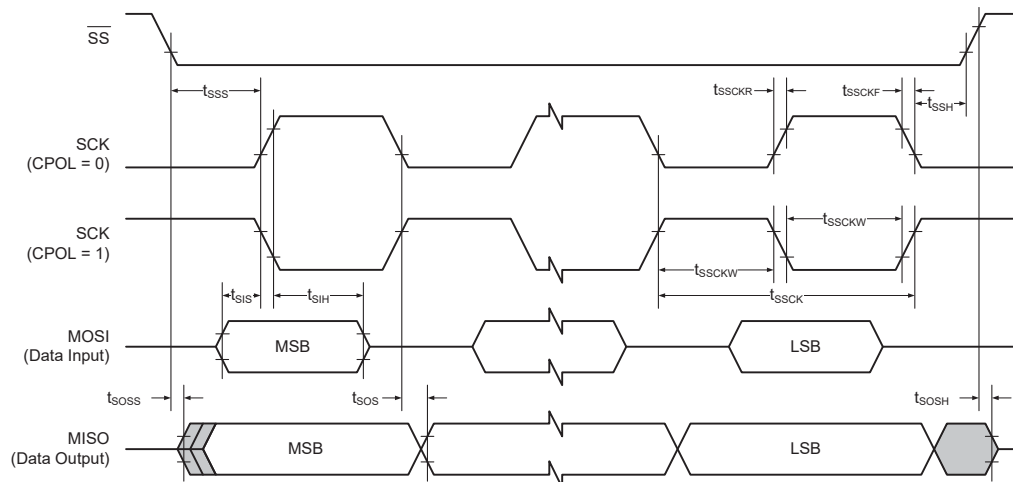 SS
tSSS
tSSCKR
tSSCKF
tSSH
SCK
(CPOL = 0)
SCK
(CPOL = 1)
tSSCKW
tSSCKW
tSSCK
tSIS
tSIH
MOSI
(Data Input)
MSB
LSB
tSOSS
tSOS
tSOSH
MISO
(Data Output)
MSB
LSB